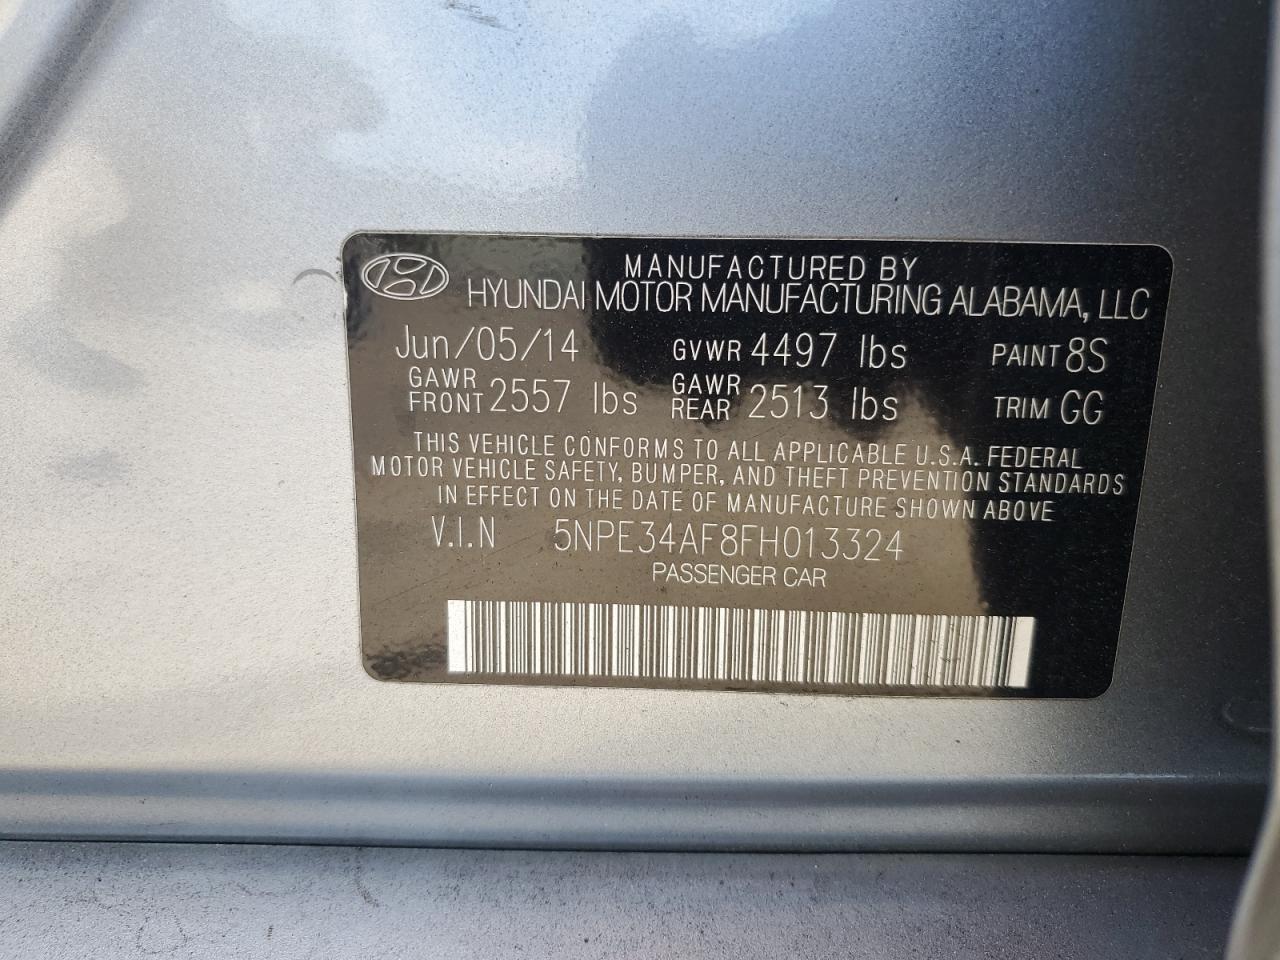 MANUFACTURED BY
HYUNDAI MOTOR MANUFACTURING ALABAMA, LLC
Jun/05/14 GVWR 4497 lbs PAINT 8S
GAWR FRONT 2557 lbs GAWR REAR 2513 lbs TRIM GG
THIS VEHICLE CONFORMS TO ALL APPLICABLE U.S.A. FEDERAL
MOTOR VEHICLE SAFETY, BUMPER, AND THEFT PREVENTION STANDARDS
IN EFFECT ON THE DATE OF MANUFACTURE SHOWN ABOVE
V.I.N 5NPE34AF8FH013324
PASSENGER CAR